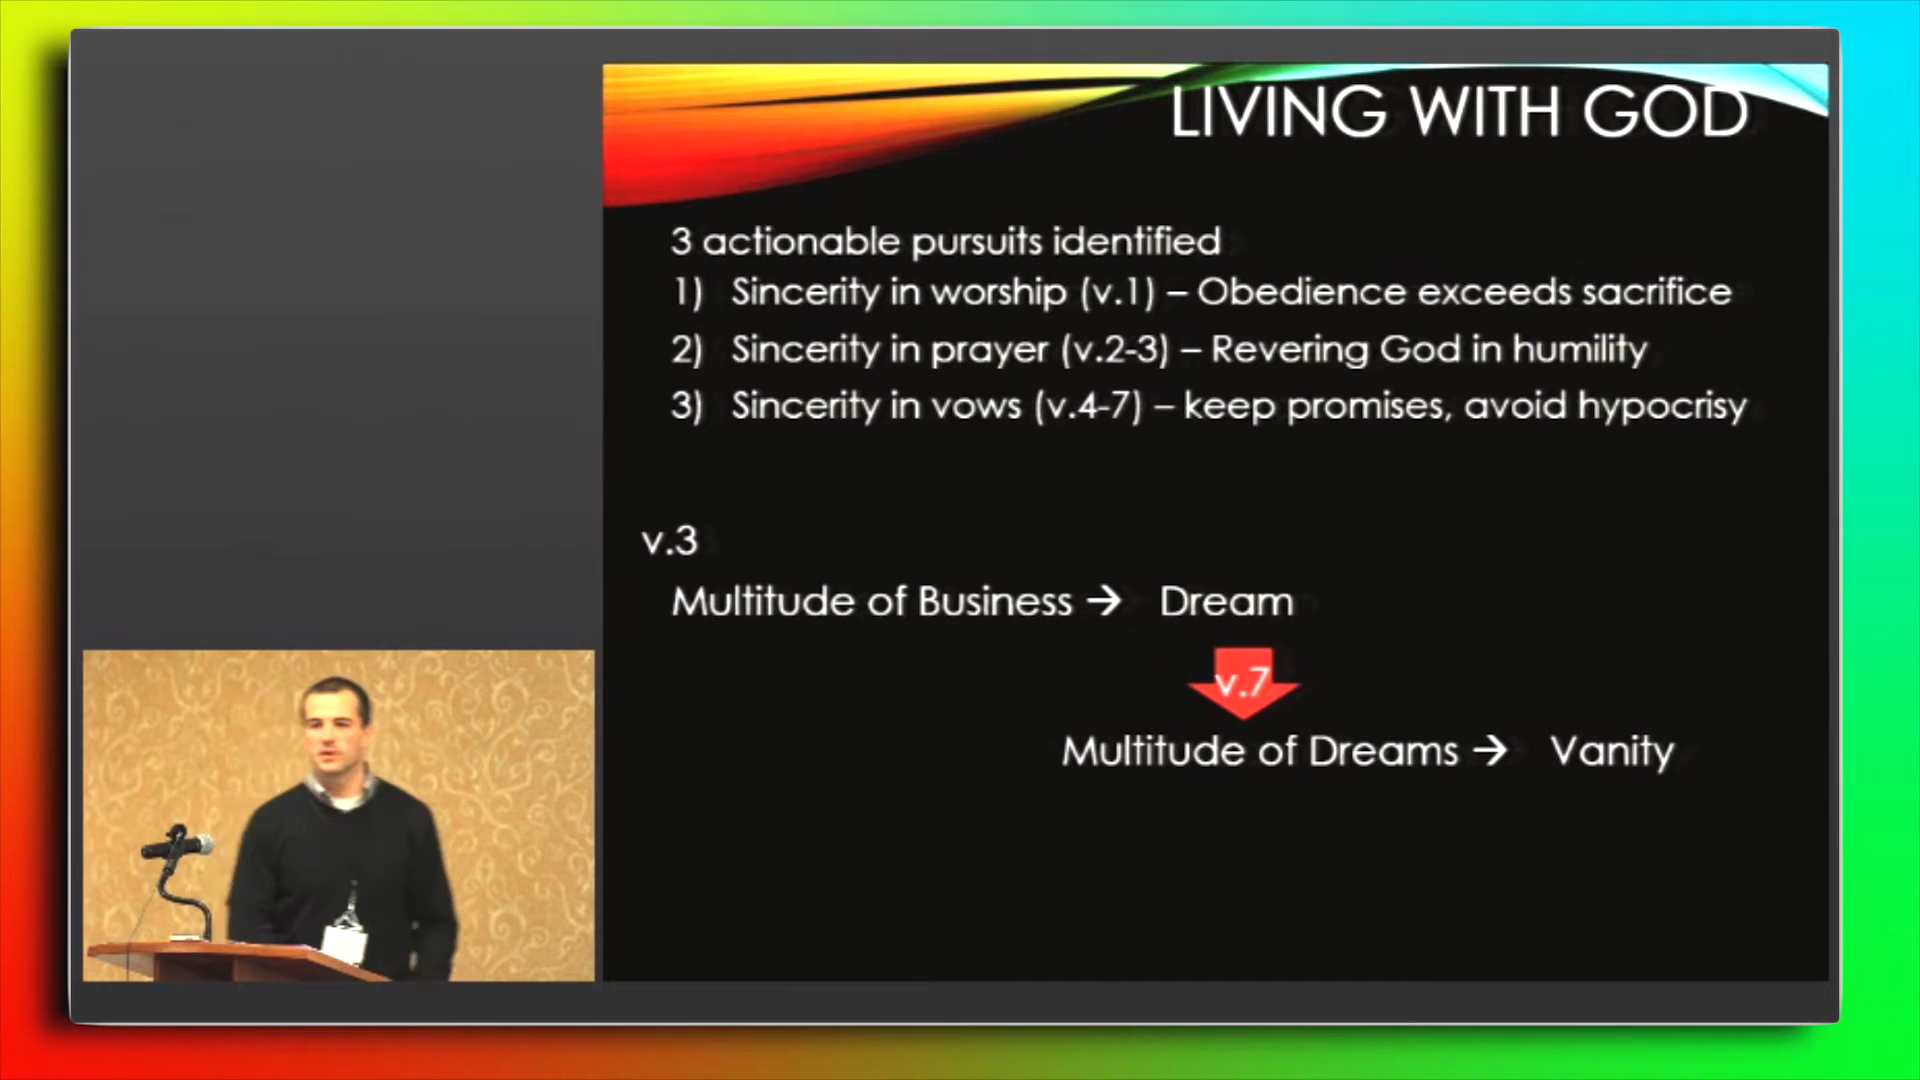 LIVING WITH GOD
3 actionable pursuits identified
1) Sincerity in worship (v.1) – Obedience exceeds sacrifice
2) Sincerity in prayer (v.2-3) – Revering God in humility
3) Sincerity in vows (v.4-7) – keep promises, avoid hypocrisy
v.3
Multitude of Business → Dream
v.7
Multitude of Dreams → Vanity